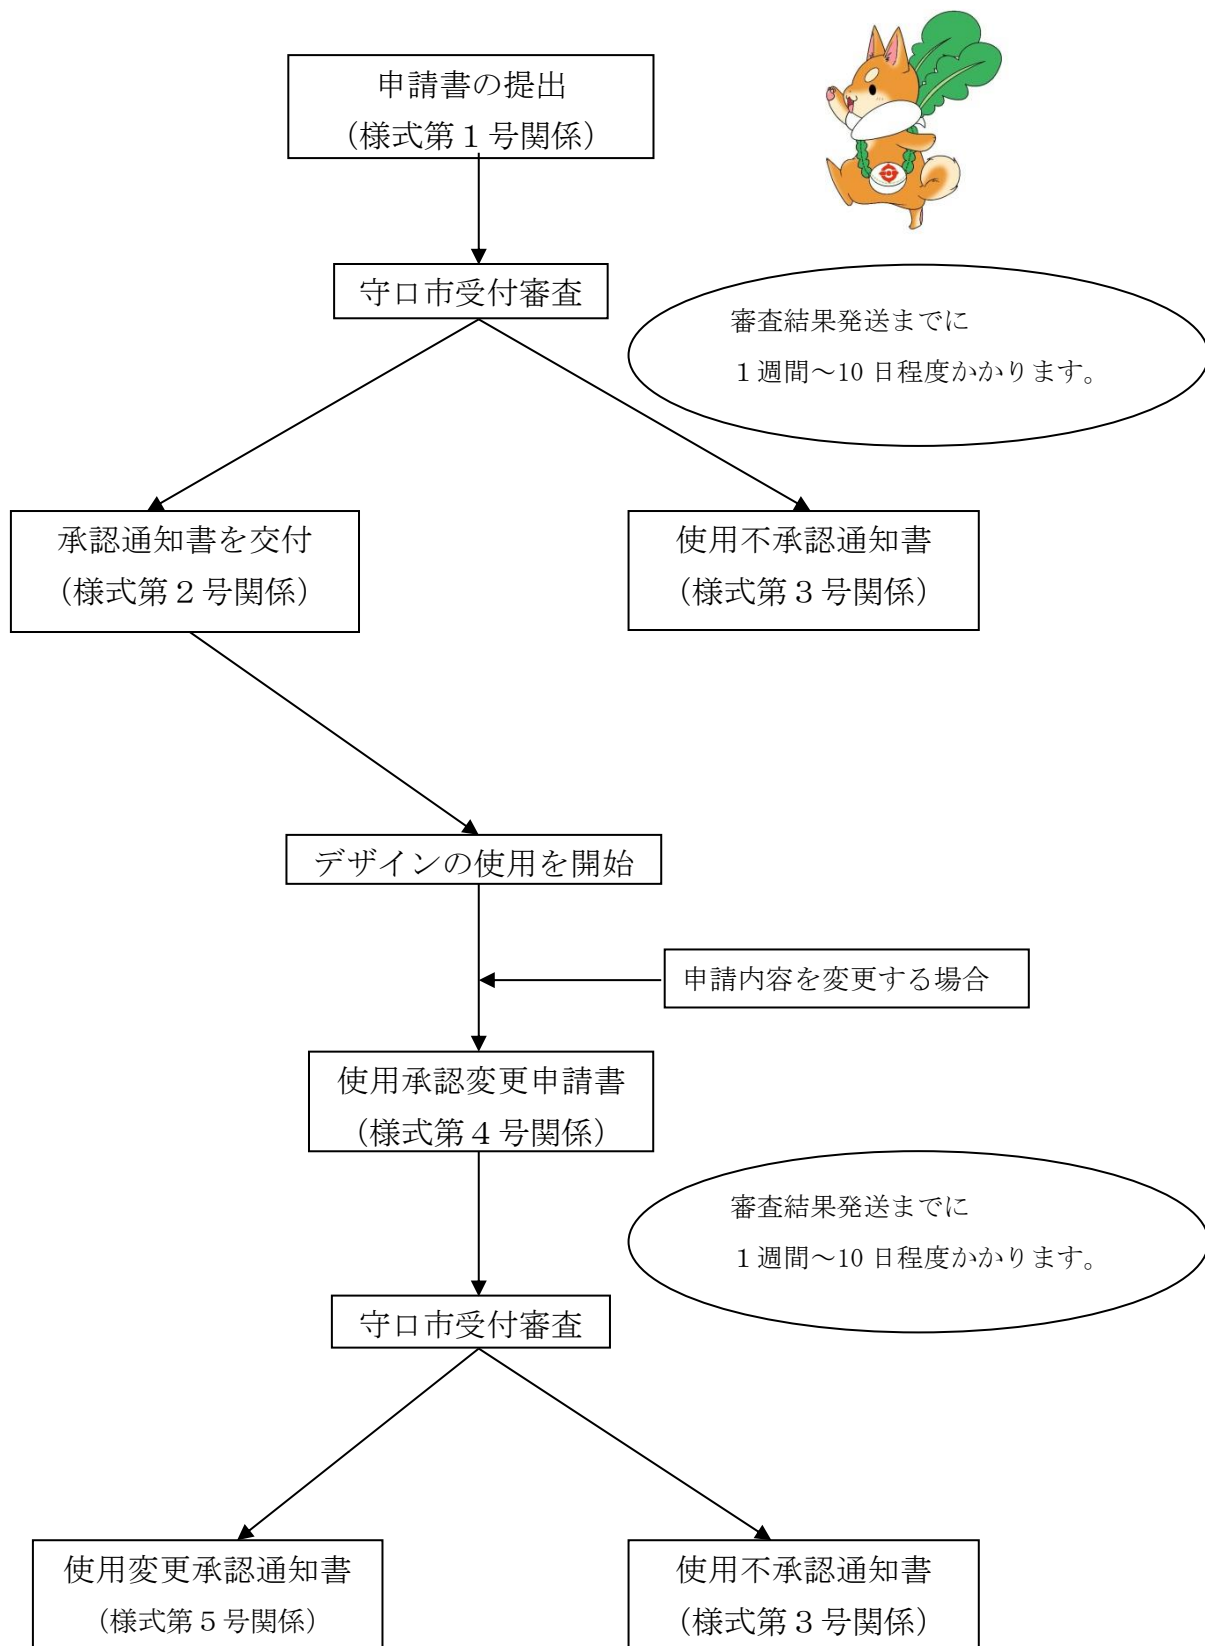 申請書の提出
（様式第１号関係）
守口市受付審査
審査結果発送までに
１週間～10 日程度かかります。
承認通知書を交付
（様式第２号関係）
使用不承認通知書
（様式第３号関係）
デザインの使用を開始
申請内容を変更する場合
使用承認変更申請書
（様式第４号関係）
審査結果発送までに
１週間～10 日程度かかります。
守口市受付審査
使用変更承認通知書
（様式第５号関係）
使用不承認通知書
（様式第３号関係）